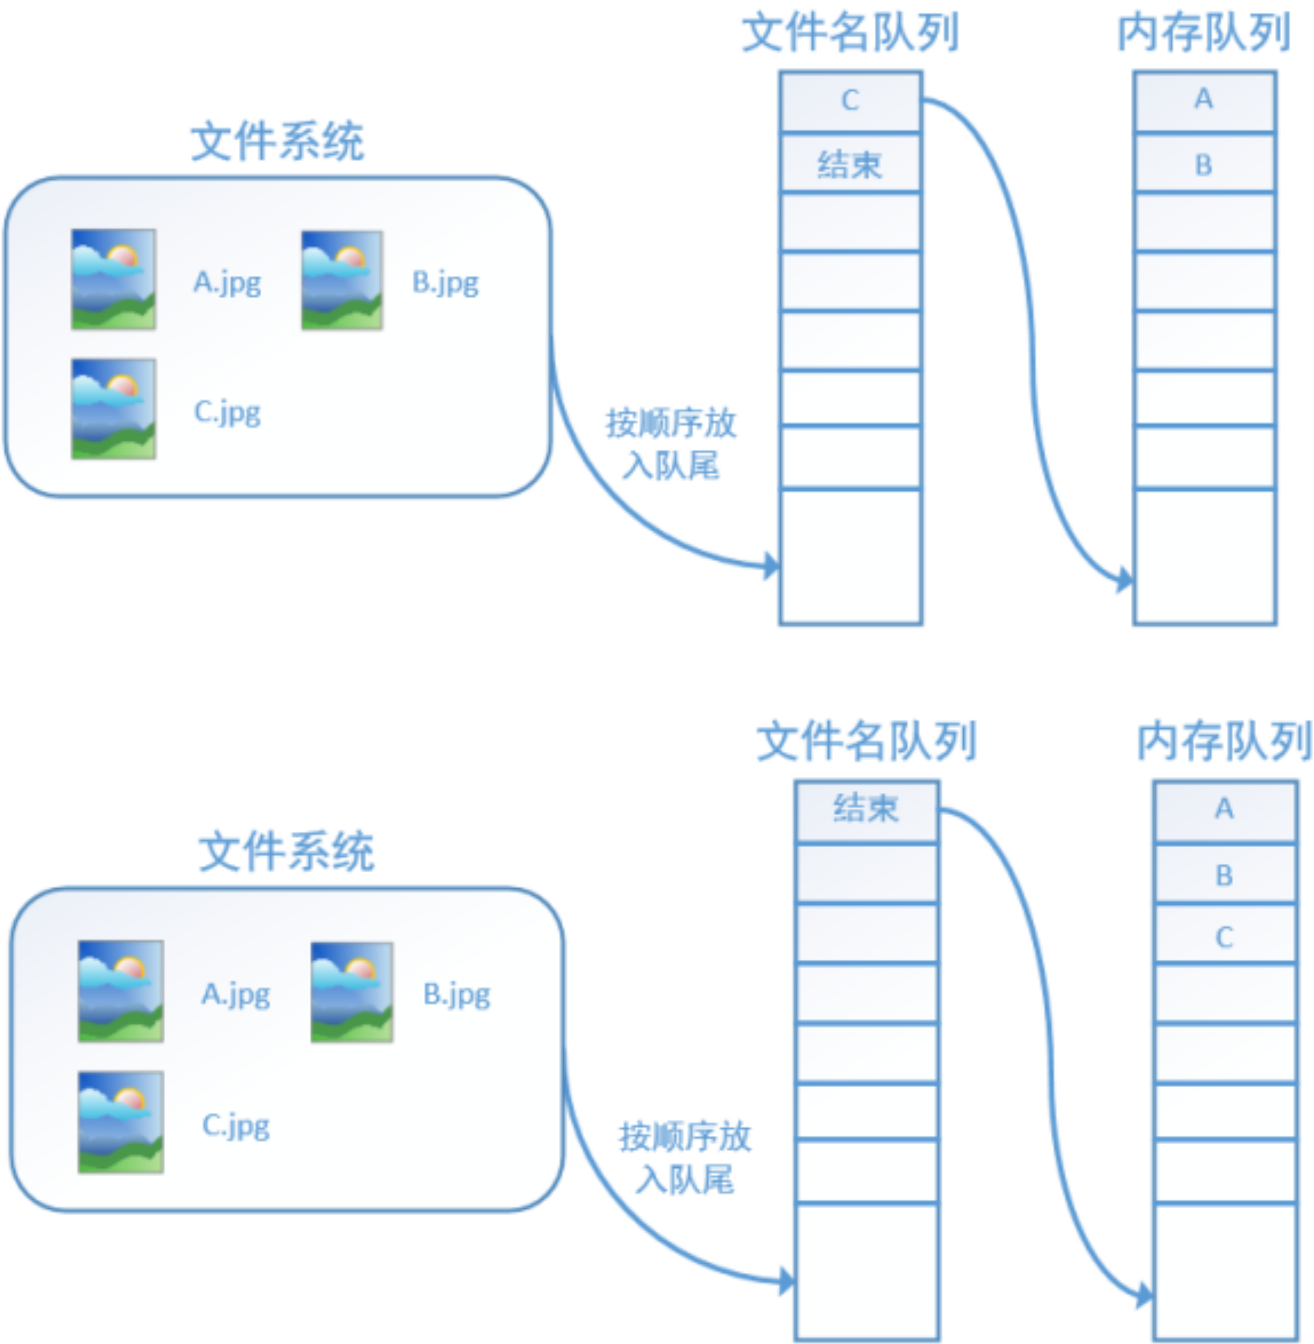 文件名队列
内存队列
文件系统
C
结束
A
B
A.jpg
B.jpg
C.jpg
按顺序放
入队尾
文件名队列
内存队列
文件系统
结束
A
B
C
A.jpg
B.jpg
C.jpg
按顺序放
入队尾